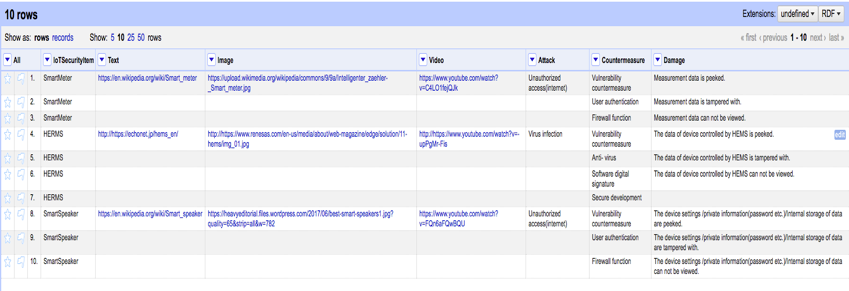 10 rows
Extensions: undefined RDF
Show as: rows records Show: 5 10 25 50 rows
« first ‹ previous 1 - 10 next › last »
All IoTSecurityItem Text Image Video Attack Countermeasure Damage
1. SmartMeter https://en.wikipedia.org/wiki/Smart_meter https://upload.wikimedia.org/wikipedia/commons/9/9a/Intelligenter_zaehler- https://www.youtube.com/watch? Unauthorized Vulnerability Measurement data is peeked.
_Smart_meter.jpg v=C4LO1fejQJk access(internet) countermeasure
2. SmartMeter User authentication Measurement data is tampered with.
3. SmartMeter Firewall function Measurement data can not be viewed.
4. HERMS http://https://echonet.jp/hems_en/ http://https://www.renesas.com/en-us/media/about/web-magazine/edge/solution/11- http://https://www.youtube.com/watch?v=- Virus infection Vulnerability The data of device controlled by HEMS is peeked. edit
hems/img_01.jpg upPgMr-Fis countermeasure
5. HERMS Anti- virus The data of device controlled by HEMS is tampered with.
6. HERMS Software digital The data of device controlled by HEMS can not be viewed.
signature
7. HERMS Secure development
8. SmartSpeaker https://en.wikipedia.org/wiki/Smart_speaker https://heavyeditorial.files.wordpress.com/2017/06/best-smart-speakers1.jpg? https://www.youtube.com/watch? Unauthorized Vulnerability The device settings /private information(password etc.)/internal storage of data
quality=65&strip=all&w=782 v=FQn6aFQwBQU access(internet) countermeasure are peeked.
9. SmartSpeaker User authentication The device settings /private information(password etc.)/internal storage of data
are tampered with.
10. SmartSpeaker Firewall function The device settings /private information(password etc.)/internal storage of data
can not be viewed.